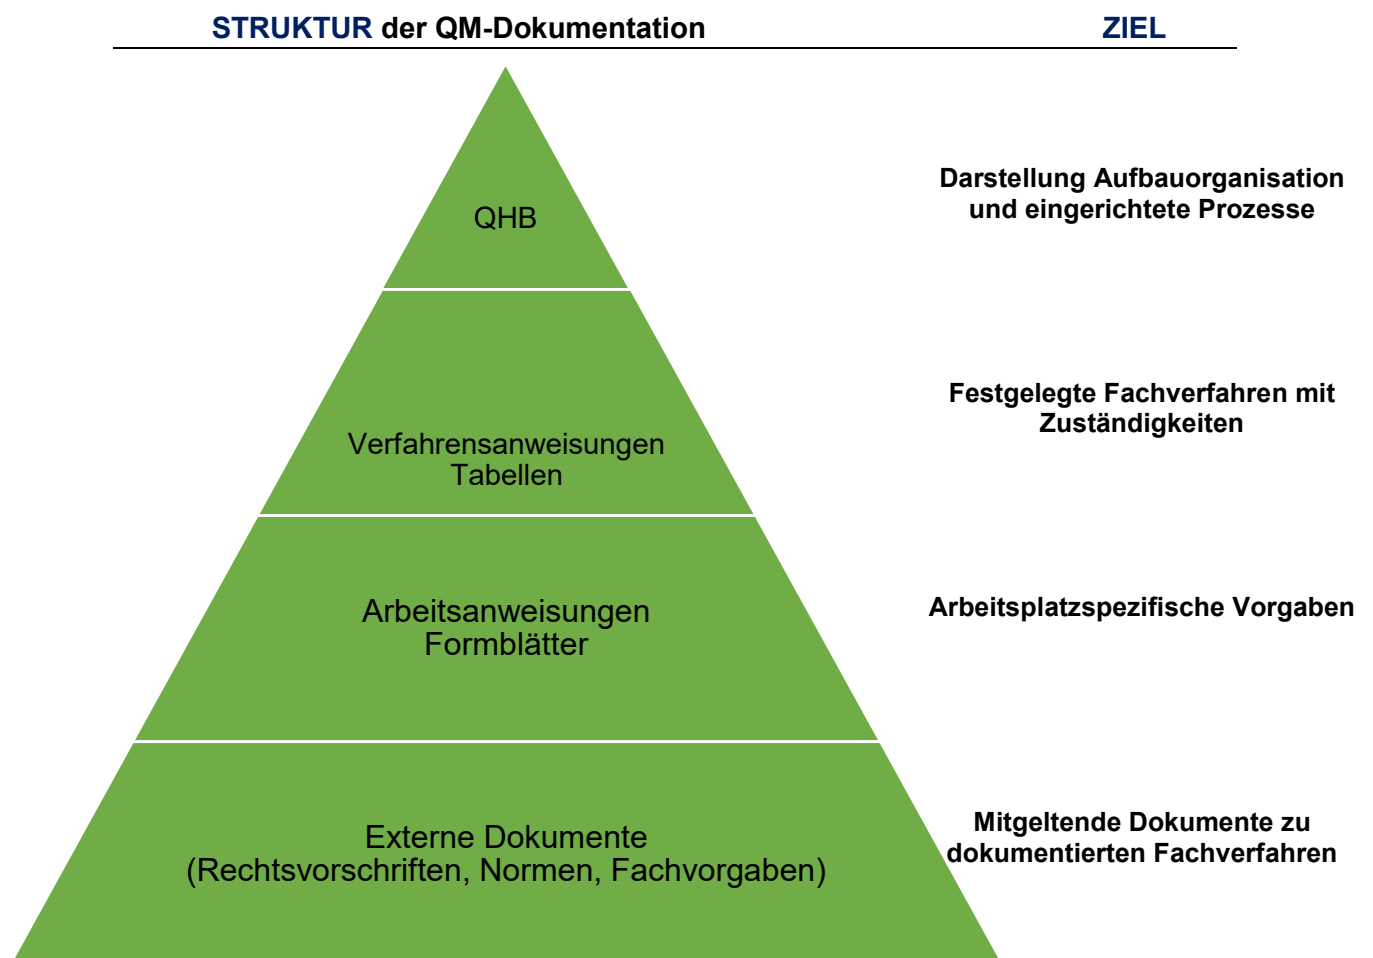 STRUKTUR der QM-Dokumentation ZIEL
QHB
Darstellung Aufbauorganisation
und eingerichtete Prozesse
Verfahrensanweisungen
Tabellen
Festgelegte Fachverfahren mit
Zuständigkeiten
Arbeitsanweisungen
Formblätter
Arbeitsplatzspezifische Vorgaben
Externe Dokumente
(Rechtsvorschriften, Normen, Fachvorgaben)
Mitgeltende Dokumente zu
dokumentierten Fachverfahren